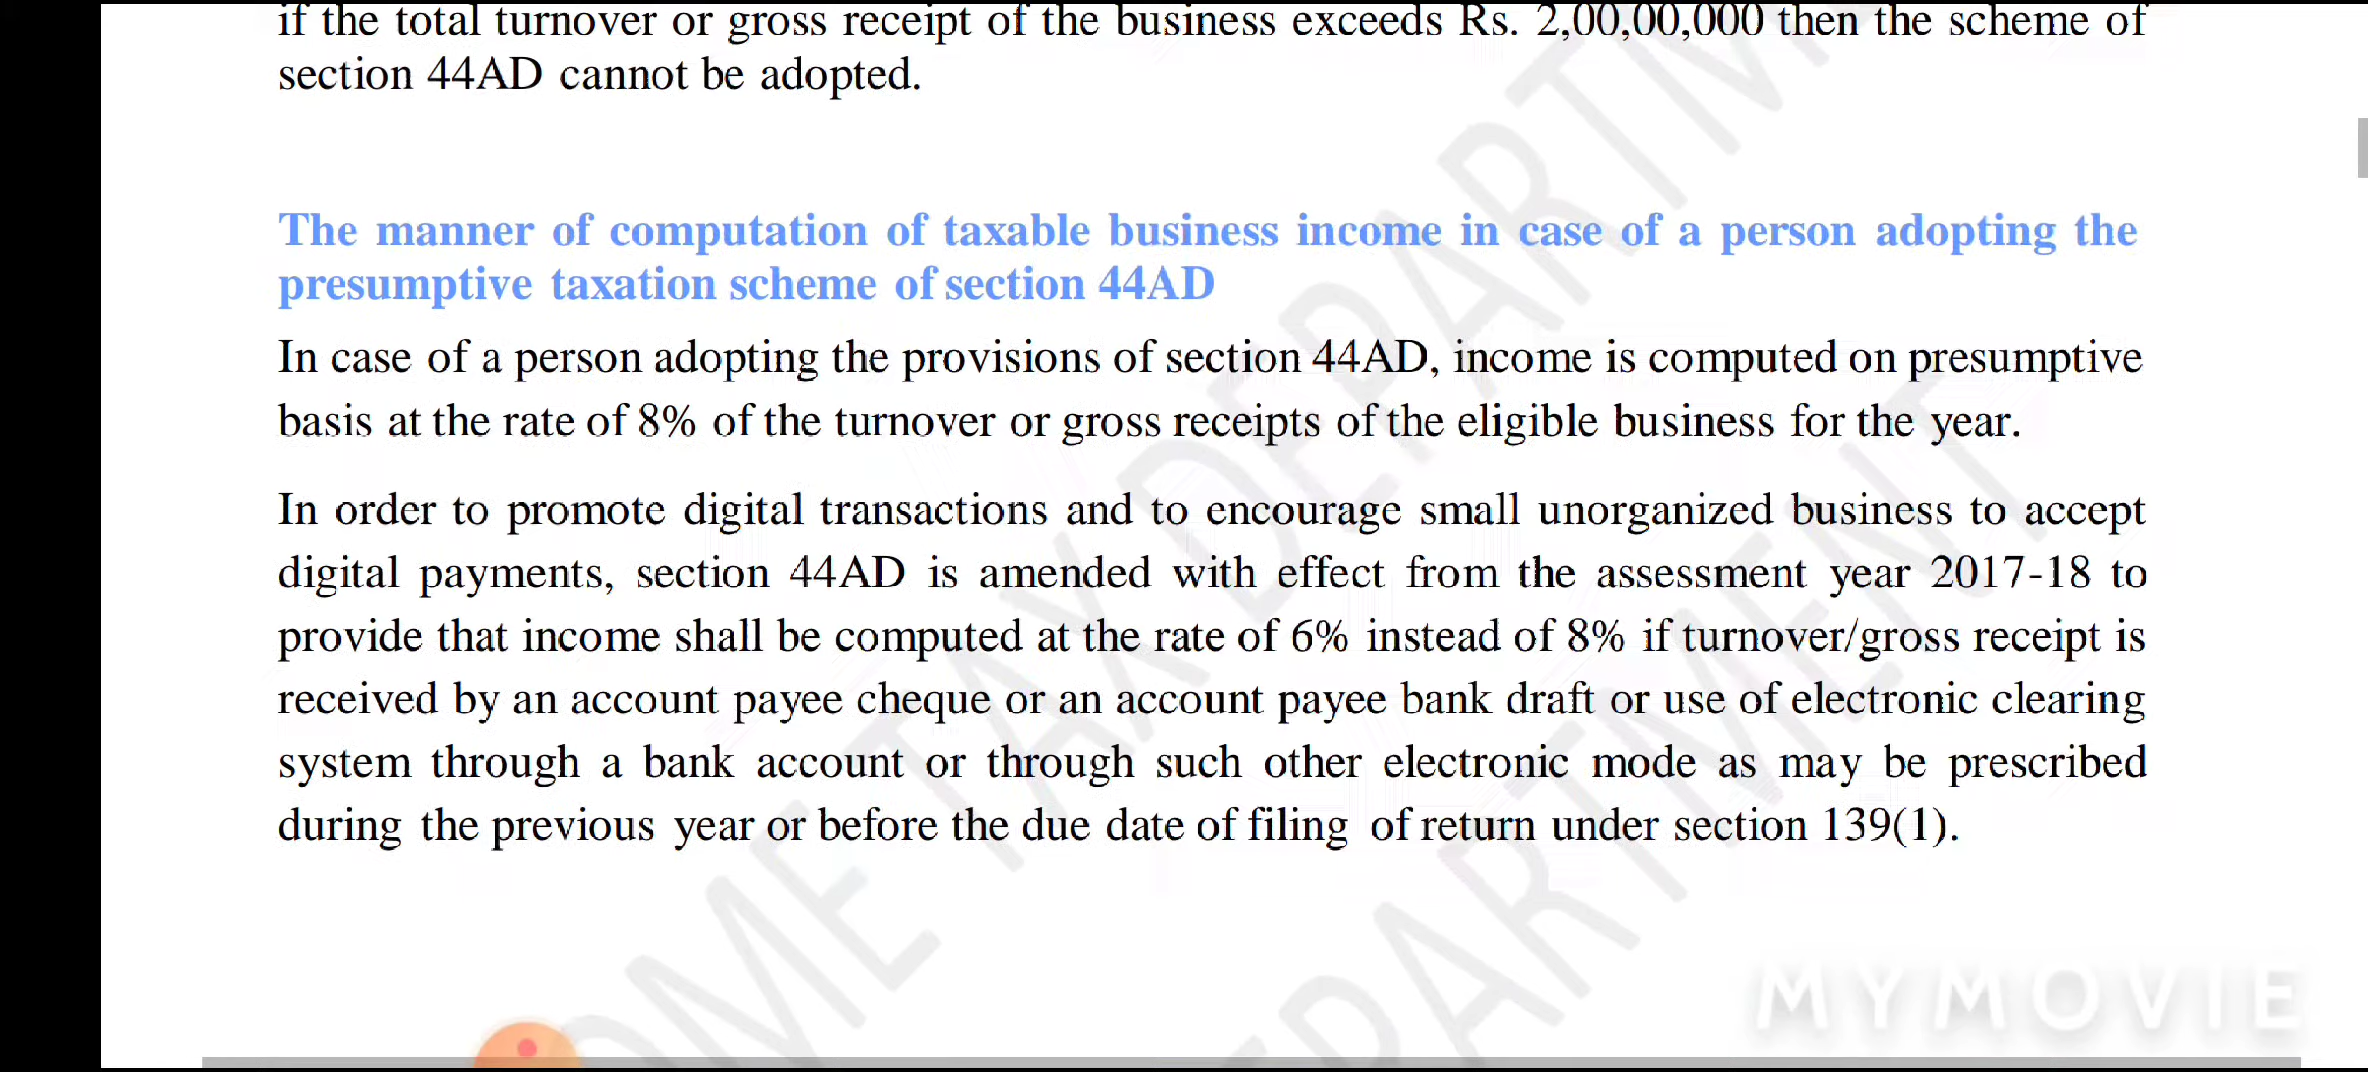 if the total turnover or gross receipt of the business exceeds Rs. 2,00,00,000 then the scheme of
section 44AD cannot be adopted.
The manner of computation of taxable business income in case of a person adopting the
presumptive taxation scheme of section 44AD
In case of a person adopting the provisions of section 44AD, income is computed on presumptive
basis at the rate of 8% of the turnover or gross receipts of the eligible business for the year.
In order to promote digital transactions and to encourage small unorganized business to accept
digital payments, section 44AD is amended with effect from the assessment year 2017-18 to
provide that income shall be computed at the rate of 6% instead of 8% if turnover/gross receipt is
received by an account payee cheque or an account payee bank draft or use of electronic clearing
system through a bank account or through such other electronic mode as may be prescribed
during the previous year or before the due date of filing of return under section 139(1).
OME TAX DEPARTMENT
DEPARTMENT
MYMOVIE